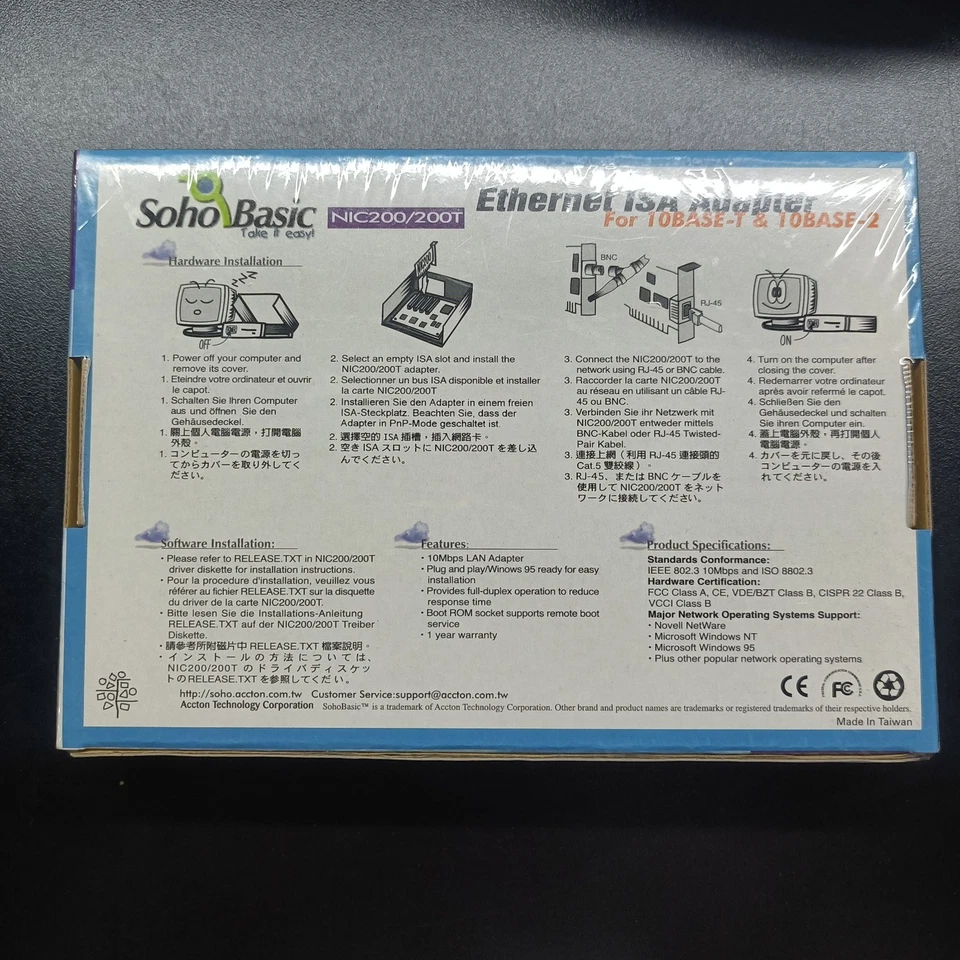 Soho Basic
Take it easy!
NIC200/200T
Ethernet ISA Adapter
For 10BASE-T & 10BASE-2
Hardware Installation
OFF
NIC200T
BNC
RJ-45
ON
1. Power off your computer and
remove its cover.
1. Eteindre votre ordinateur et ouvrir
le capot.
1. Schalten Sie Ihren Computer
aus und öffnen Sie den
Gehäusedeckel.
1. 關上個人電腦電源，打開電腦
外殼。
1. コンピューターの電源を切っ
てからカバーを取り外してく
ださい。
2. Select an empty ISA slot and install the
NIC200/200T adapter.
2. Selectionner un bus ISA disponible et installer
la carte NIC200/200T
2. Installieren Sie den Adapter in einem freien
ISA-Steckplatz. Beachten Sie, dass der
Adapter in PnP-Mode geschaltet ist.
2. 選擇空的 ISA 插槽，插入網路卡。
2. 空き ISA スロットに NIC200/200T を差し込
んでください。
3. Connect the NIC200/200T to the
network using RJ-45 or BNC cable.
3. Raccorder la carte NIC200/200T
au réseau en utilisant un câble RJ-
45 ou BNC.
3. Verbinden Sie ihr Netzwerk mit
NIC200/200T entweder mittels
BNC-Kabel oder RJ-45 Twisted-
Pair Kabel.
3. 連接上網（利用 RJ-45 連接頭的
Cat.5 雙絞線）。
3. RJ-45、または BNC ケーブルを
使用して NIC200/200T をネット
ワークに接続してください。
4. Turn on the computer after
closing the cover.
4. Redemarrer votre ordinateur
après avoir refermé le capot.
4. Schließen Sie den
Gehäusedeckel und schalten
Sie ihren Computer ein.
4. 蓋上電腦外殼，再打開個人
電腦電源。
4. カバーを元に戻し、その後
コンピューターの電源を入
れてください。
Software Installation:
• Please refer to RELEASE.TXT in NIC200/200T
driver diskette for installation instructions.
• Pour la procedure d'installation, veuillez vous
référer au fichier RELEASE.TXT sur la disquette
du driver de la carte NIC200/200T.
• Bitte lesen Sie die Installations-Anleitung
RELEASE.TXT auf der NIC200/200T Treiber
Diskette.
• 請參考所附磁片中 RELEASE.TXT 檔案說明。
• インストールの方法については、
NIC200/200T のドライバディスケッ
トの RELEASE.TXT を参照してください。
Features:
• 10Mbps LAN Adapter
• Plug and play/Winows 95 ready for easy
installation
• Provides full-duplex operation to reduce
response time
• Boot ROM socket supports remote boot
service
• 1 year warranty
Product Specifications:
Standards Conformance:
IEEE 802.3 10Mbps and ISO 8802.3
Hardware Certification:
FCC Class A, CE, VDE/BZT Class B, CISPR 22 Class B,
VCCI Class B
Major Network Operating Systems Support:
• Novell NetWare
• Microsoft Windows NT
• Microsoft Windows 95
• Plus other popular network operating systems
http://soho.accton.com.tw Customer Service:support@accton.com.tw
Accton Technology Corporation SohoBasic™ is a trademark of Accton Technology Corporation. Other brand and product names are trademarks or registered trademarks of their respective holders.
CE
FC
Made In Taiwan